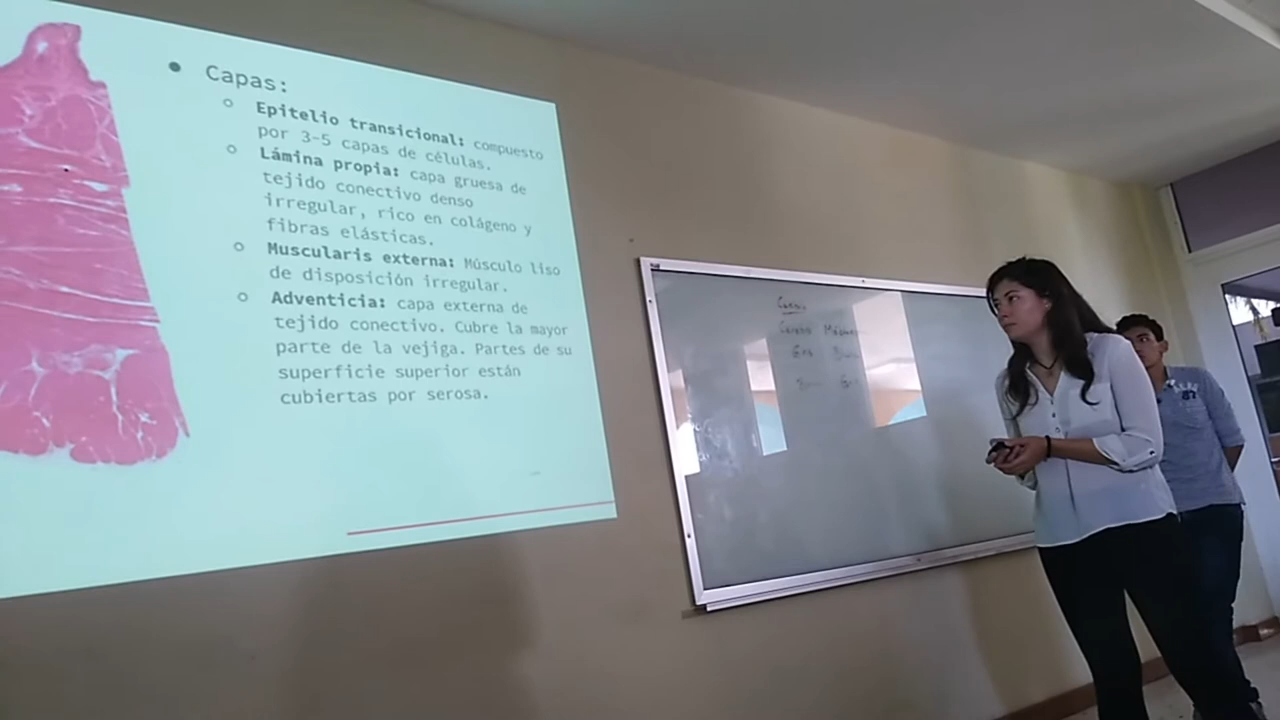 Capas:
Epitelio transicional: compuesto
por 3-5 capas de células.
Lámina propia: capa gruesa de
tejido conectivo denso
irregular, rico en colágeno y
fibras elásticas.
Muscularis externa: Músculo liso
de disposición irregular.
Adventicia: capa externa de
tejido conectivo. Cubre la mayor
parte de la vejiga. Partes de su
superficie superior están
cubiertas por serosa.
87